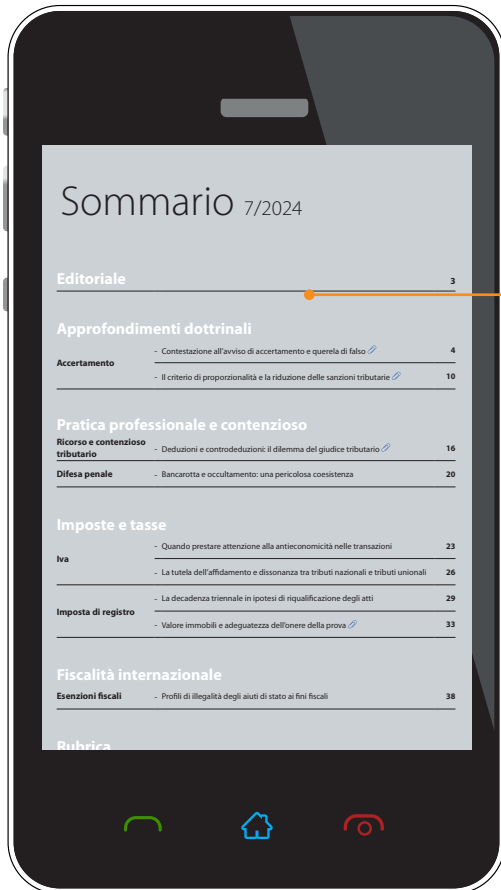 Sommario 7/2024
Editoriale 3
Approfondimenti dottrinali
Accertamento
- Contestazione all'avviso di accertamento e querela di falso 4
- Il criterio di proporzionalità e la riduzione delle sanzioni tributarie 10
Pratica professionale e contenzioso
Ricorso e contenzioso
tributario
- Deduzioni e controdeduzioni: il dilemma del giudice tributario 16
Difesa penale - Bancarotta e occultamento: una pericolosa coesistenza 20
Imposte e tasse
Iva
- Quando prestare attenzione alla antieconomicità nelle transazioni 23
- La tutela dell'affidamento e dissonanza tra tributi nazionali e tributi unionali 26
Imposta di registro
- La decadenza triennale in ipotesi di riqualificazione degli atti 29
- Valore immobili e adeguatezza dell'onere della prova 33
Fiscalità internazionale
Esenzioni fiscali - Profili di illegalità degli aiuti di stato ai fini fiscali 38
Rubrica